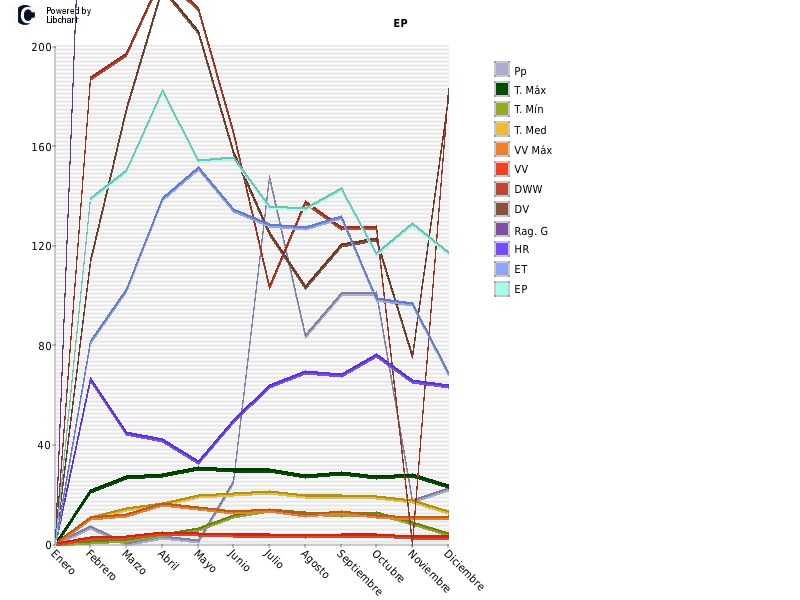 Powered by
Libchart
EP
200
160
120
80
40
0
Enero
Febrero
Marzo
Abril
Mayo
Junio
Julio
Agosto
Septiembre
Octubre
Noviembre
Diciembre
Pp
T. Máx
T. Mín
T. Med
VV Máx
VV
DWW
DV
Rag. G
HR
ET
EP